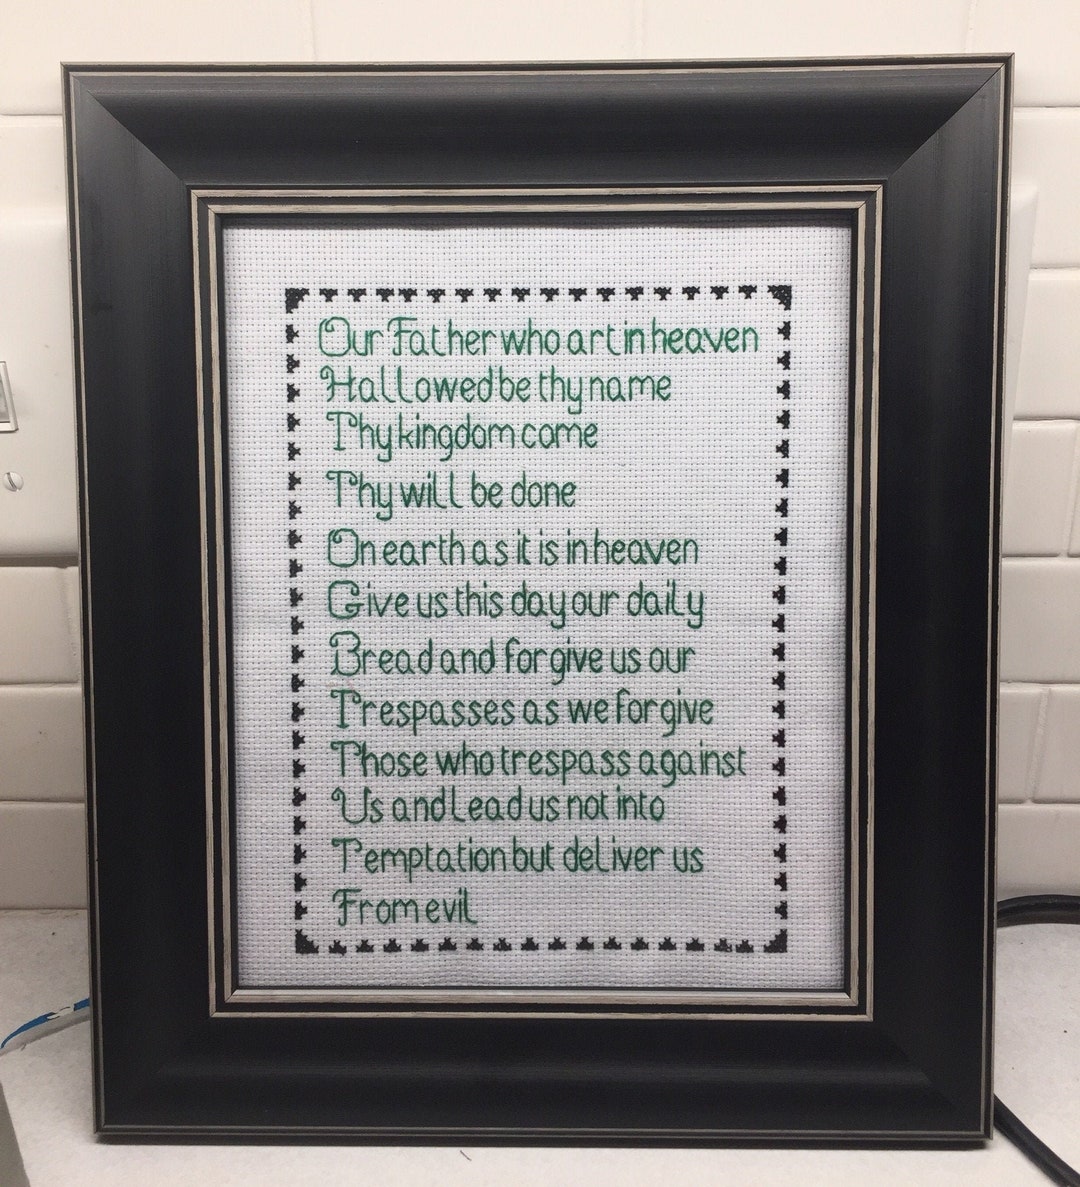 Our Father who art in heaven
Hallowed be thy name
Thy kingdom come
Thy will be done
On earth as it is in heaven
Give us this day our daily
Bread and forgive us our
Trespasses as we forgive
Those who trespass against
Us and lead us not into
Temptation but deliver us
From evil